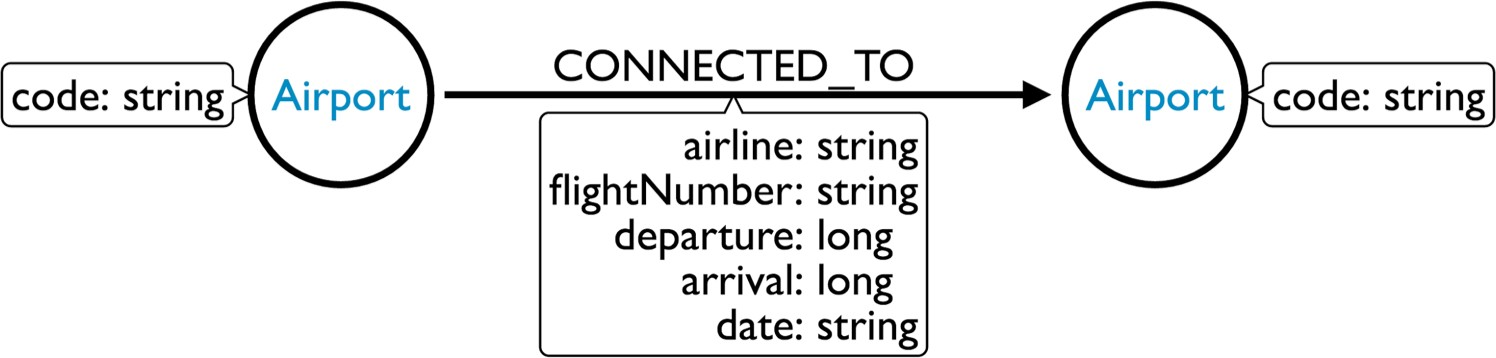 CONNECTED_TO
code: string
Airport
Airport
code: string
airline: string
flightNumber: string
departure: long
arrival: long
date: string